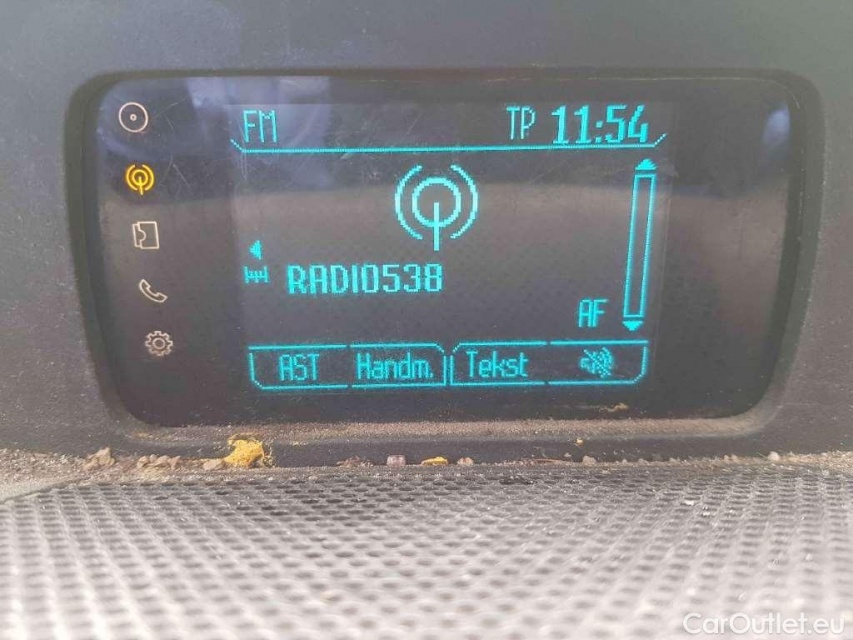 FM TP 11:54
RADIO538
AF
AST Handm. Tekst
CarOutlet.eu